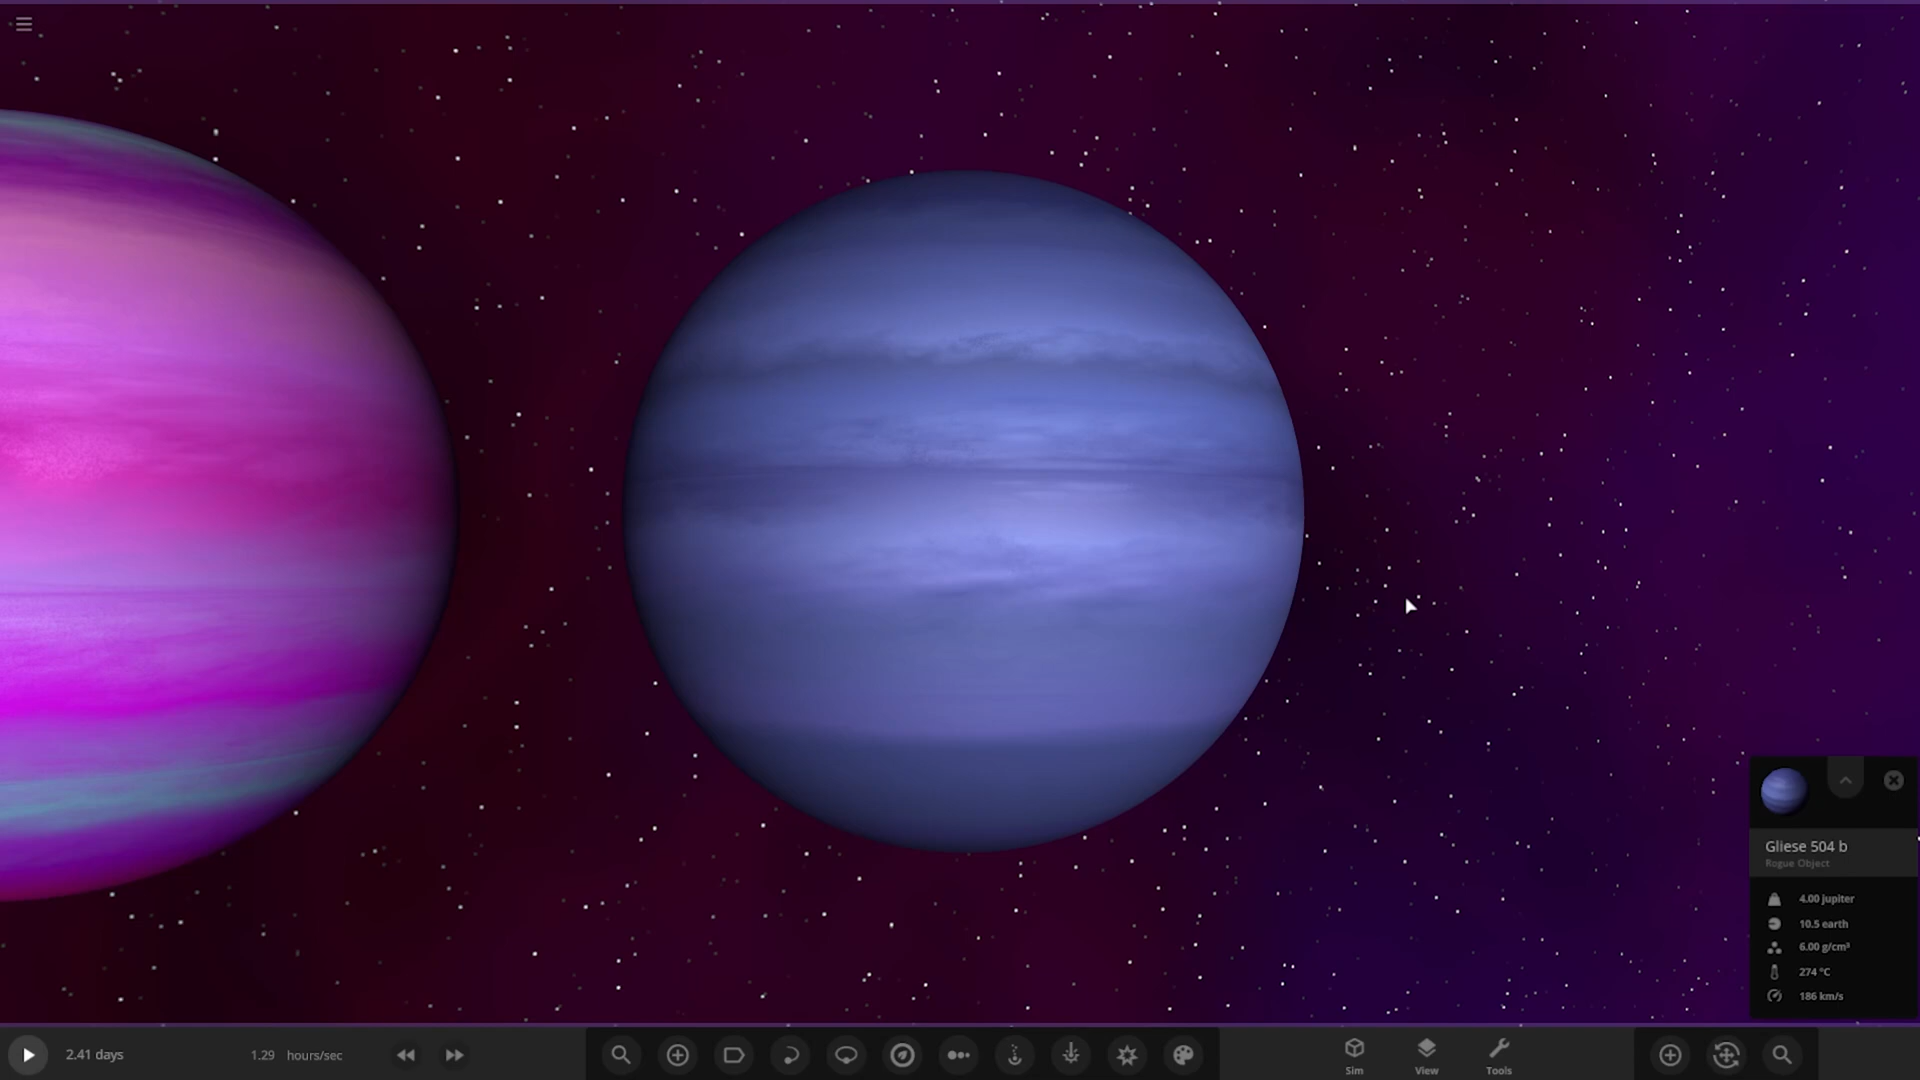 Gliese 504 b
Rogue Object
4.00 jupiter
10.5 earth
6.00 g/cm³
274 °C
186 km/s
2.41 days
1.29 hours/sec
Sim
View
Tools